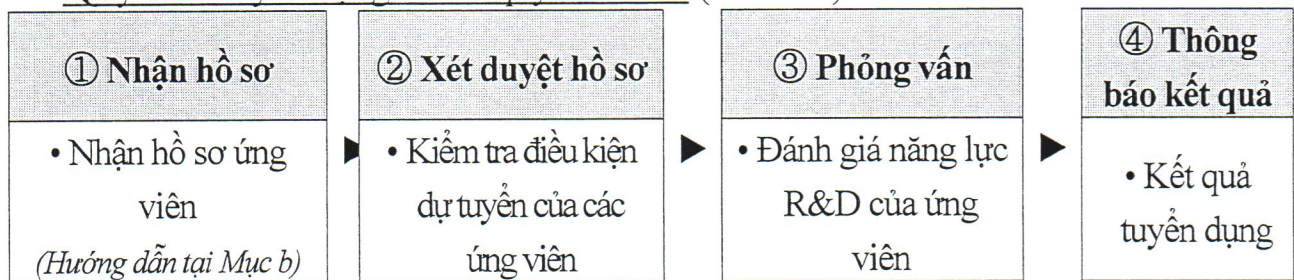 ① Nhận hồ sơ
• Nhận hồ sơ ứng
viên
(Hướng dẫn tại Mục b)
② Xét duyệt hồ sơ
• Kiểm tra điều kiện
dự tuyển của các
ứng viên
③ Phỏng vấn
• Đánh giá năng lực
R&D của ứng
viên
④ Thông
báo kết quả
• Kết quả
tuyển dụng